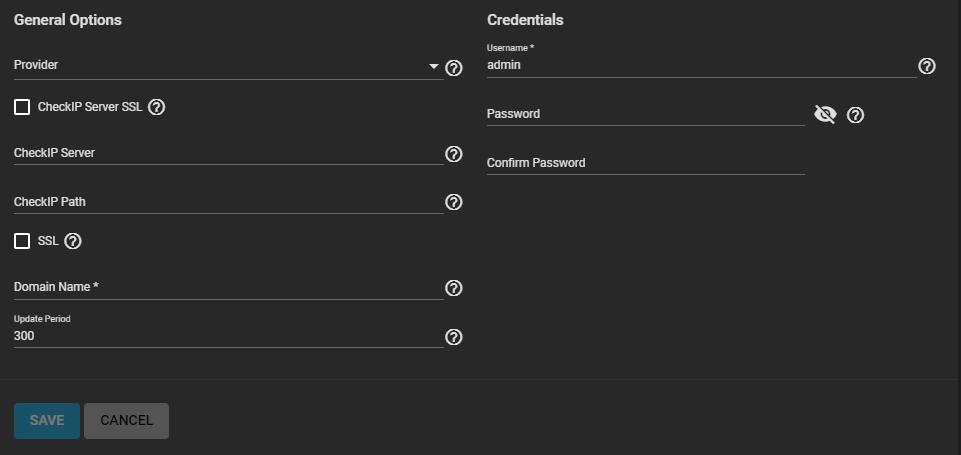 General Options
Provider
CheckIP Server SSL
CheckIP Server
CheckIP Path
SSL
Domain Name *
Update Period
300
Credentials
Username *
admin
Password
Confirm Password
SAVE
CANCEL